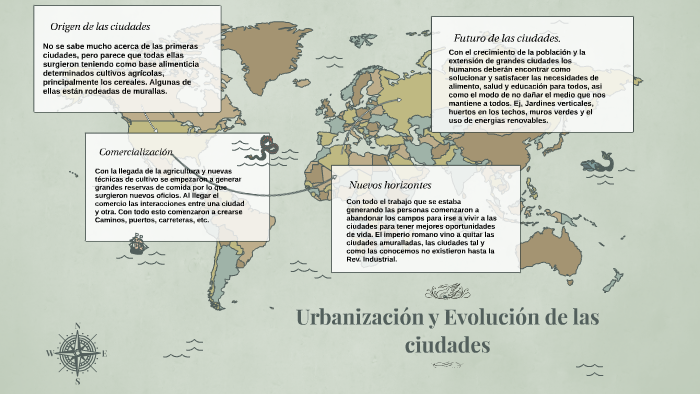 Origen de las ciudades
No se sabe mucho acerca de las primeras
ciudades, pero parece que todas ellas
surgieron teniendo como base alimenticia
determinados cultivos agrícolas,
principalmente los cereales. Algunas de
ellas están rodeadas de murallas.
Futuro de las ciudades.
Con el crecimiento de la población y la
extensión de grandes ciudades los
humanos deberán encontrar como
solucionar y satisfacer las necesidades de
alimento, salud y educación para todos, así
como el modo de no dañar el medio que nos
mantiene a todos. Ej, Jardines verticales,
huertos en los techos, muros verdes y el
uso de energías renovables.
Comercialización
Con la llegada de la agricultura y nuevas
técnicas de cultivo se empezaron a generar
grandes reservas de comida por lo que
surgieron nuevos oficios. Al llegar el
comercio las interacciones entre una ciudad
y otra. Con todo esto comenzaron a crearse
Caminos, puertos, carreteras, etc.
Nuevos horizontes
Con todo el trabajo que se estaba
generando las personas comenzaron a
abandonar los campos para irse a vivir a las
ciudades para tener mejores oportunidades
de vida. El imperio romano vino a quitar las
ciudades amuralladas, las ciudades tal y
como las conocemos no existieron hasta la
Rev. Industrial.
Urbanización y Evolución de las
ciudades
N
W E
S